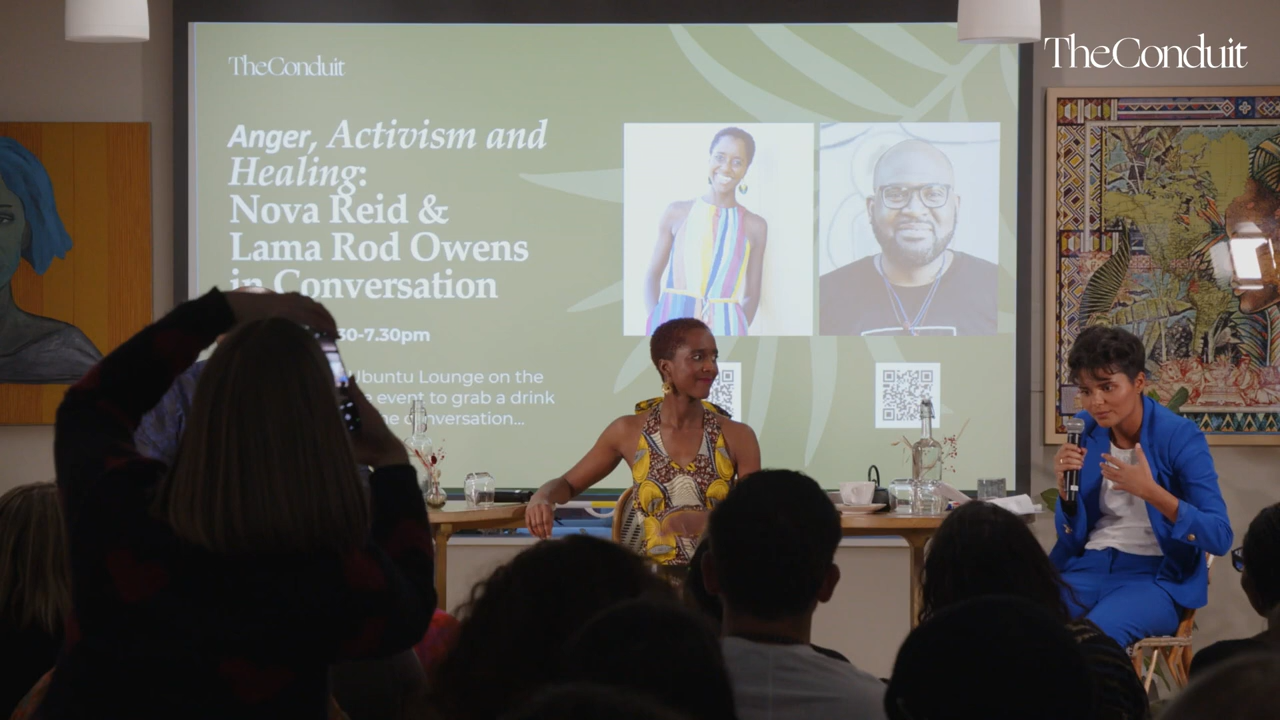 TheConduit
TheConduit
Anger, Activism and
Healing:
Nova Reid &
Lama Rod Owens
in Conversation
30-7.30pm
Ubuntu Lounge on the
event to grab a drink
conversation...